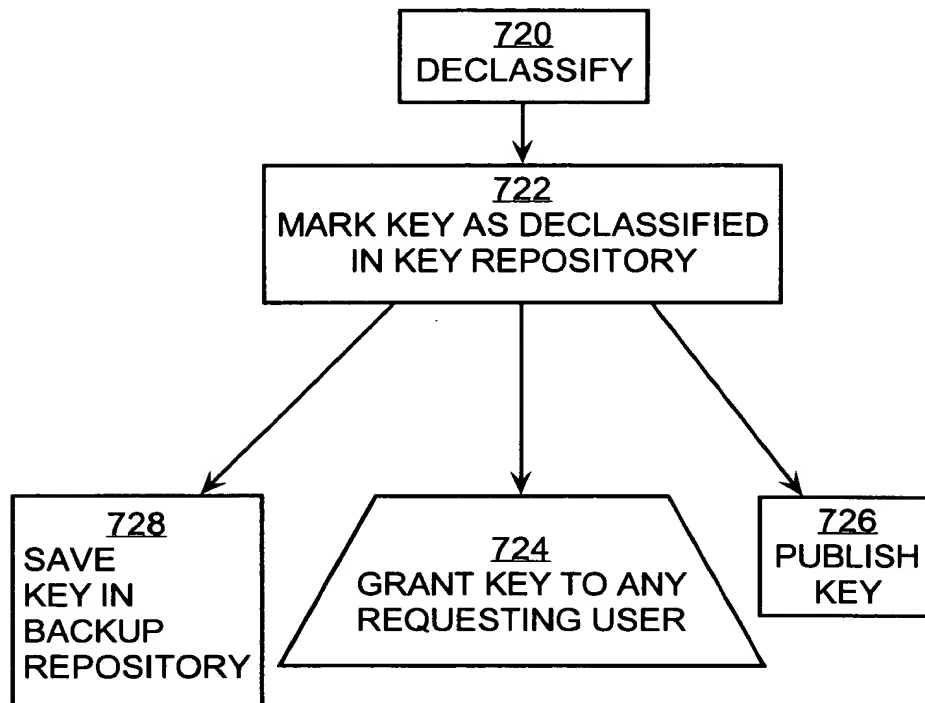 720
DECLASSIFY
722
MARK KEY AS DECLASSIFIED
IN KEY REPOSITORY
728
SAVE
KEY IN
BACKUP
REPOSITORY
724
GRANT KEY TO ANY
REQUESTING USER
726
PUBLISH
KEY